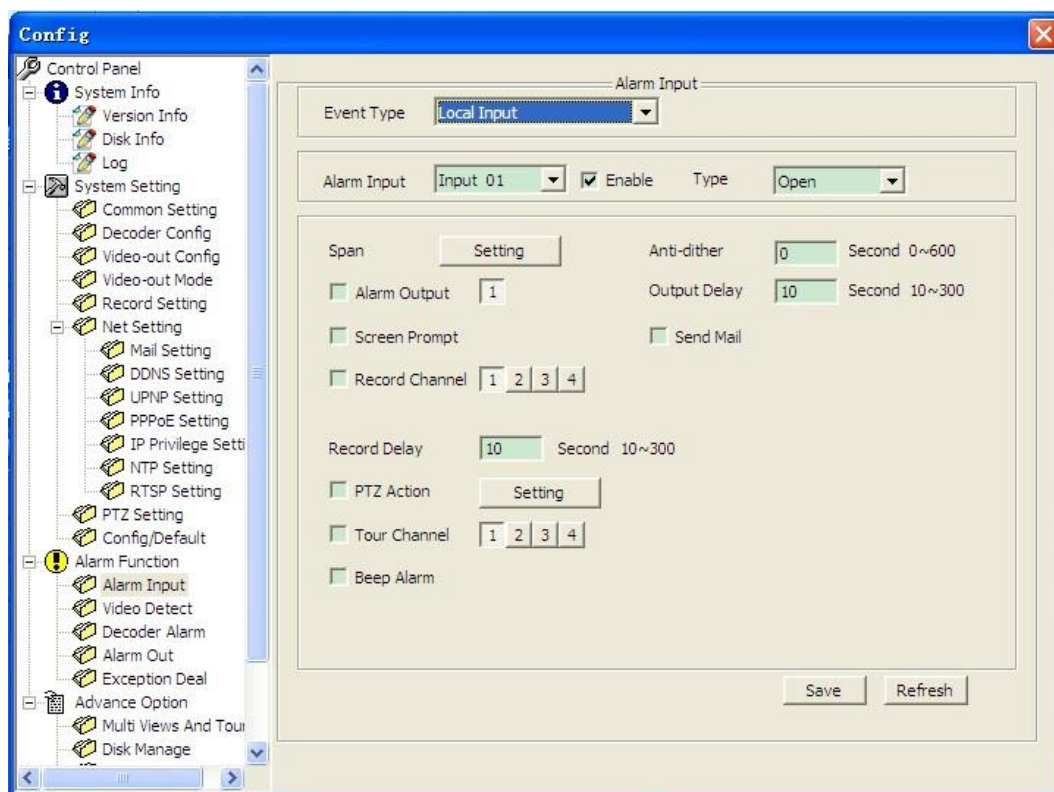 Config
Control Panel
System Info
Version Info
Disk Info
Log
System Setting
Common Setting
Decoder Config
Video-out Config
Video-out Mode
Record Setting
Net Setting
Mail Setting
DDNS Setting
UPNP Setting
PPPoE Setting
IP Privilege Setti
NTP Setting
RTSP Setting
PTZ Setting
Config/Default
Alarm Function
Alarm Input
Video Detect
Decoder Alarm
Alarm Out
Exception Deal
Advance Option
Multi Views And Tour
Disk Manage
Alarm Input
Event Type Local Input
Alarm Input Input 01 Enable Type Open
Span Setting Anti-dither 0 Second 0~600
Alarm Output 1 Output Delay 10 Second 10~300
Screen Prompt Send Mail
Record Channel 1 2 3 4
Record Delay 10 Second 10~300
PTZ Action Setting
Tour Channel 1 2 3 4
Beep Alarm
Save Refresh